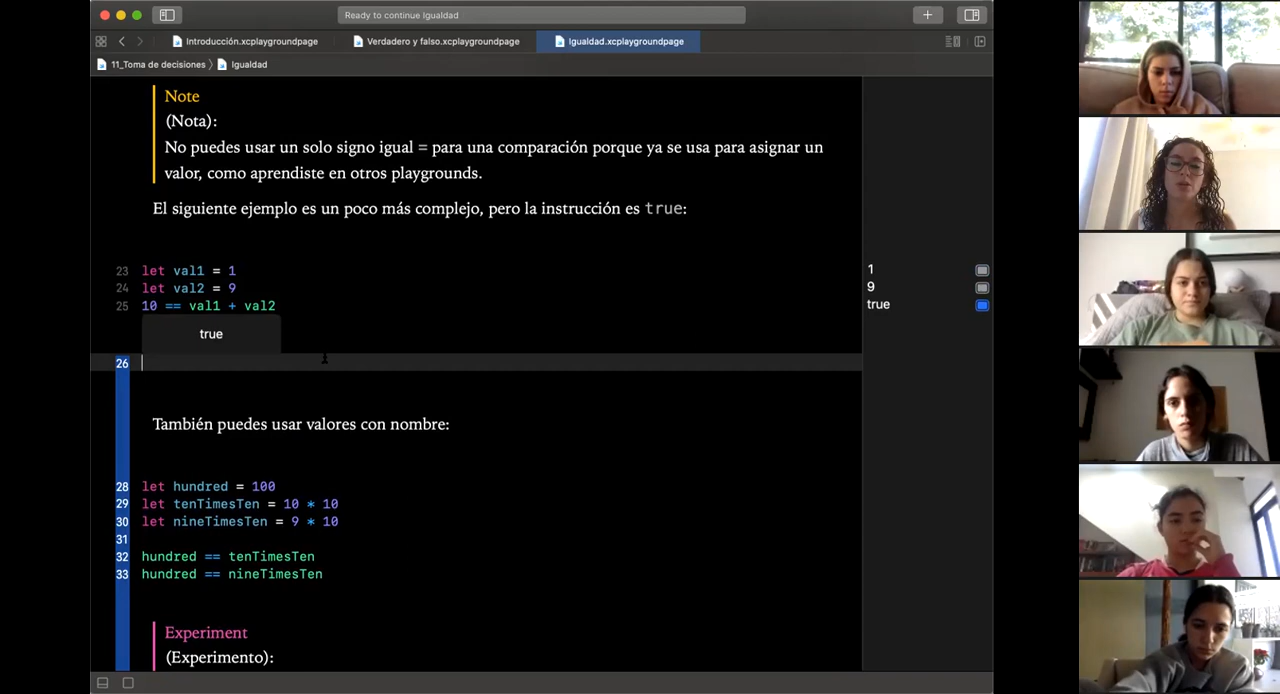 Ready to continue Igualdad
Introducción.xcplaygroundpage
Verdadero y falso.xcplaygroundpage
Igualdad.xcplaygroundpage
11_Toma de decisiones 〉 Igualdad
Note
(Nota):
No puedes usar un solo signo igual = para una comparación porque ya se usa para asignar un
valor, como aprendiste en otros playgrounds.
El siguiente ejemplo es un poco más complejo, pero la instrucción es true:
23 let val1 = 1
1
24 let val2 = 9
9
25 10 == val1 + val2
true
true
26
También puedes usar valores con nombre:
28 let hundred = 100
29 let tenTimesTen = 10 * 10
30 let nineTimesTen = 9 * 10
31
32 hundred == tenTimesTen
33 hundred == nineTimesTen
Experiment
(Experimento):